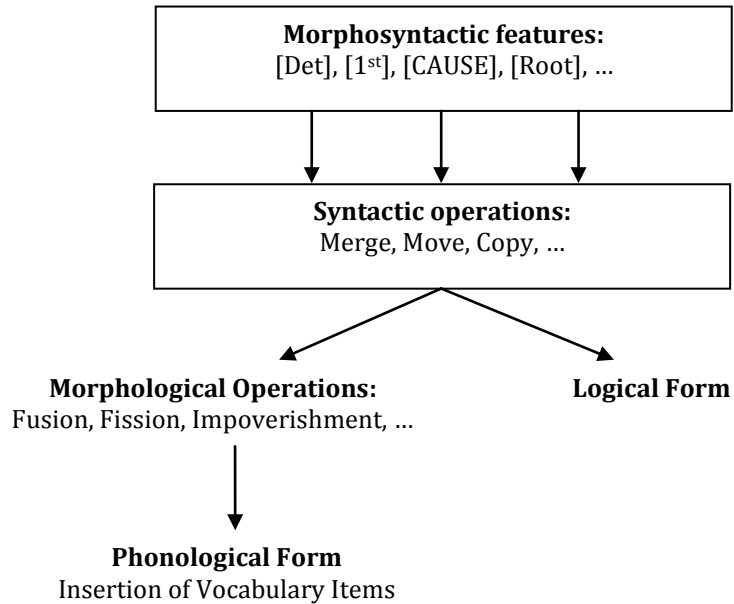 Morphosyntactic features:
[Det], [1st], [CAUSE], [Root], …
Syntactic operations:
Merge, Move, Copy, …
Morphological Operations:
Fusion, Fission, Impoverishment, …
Logical Form
Phonological Form
Insertion of Vocabulary Items